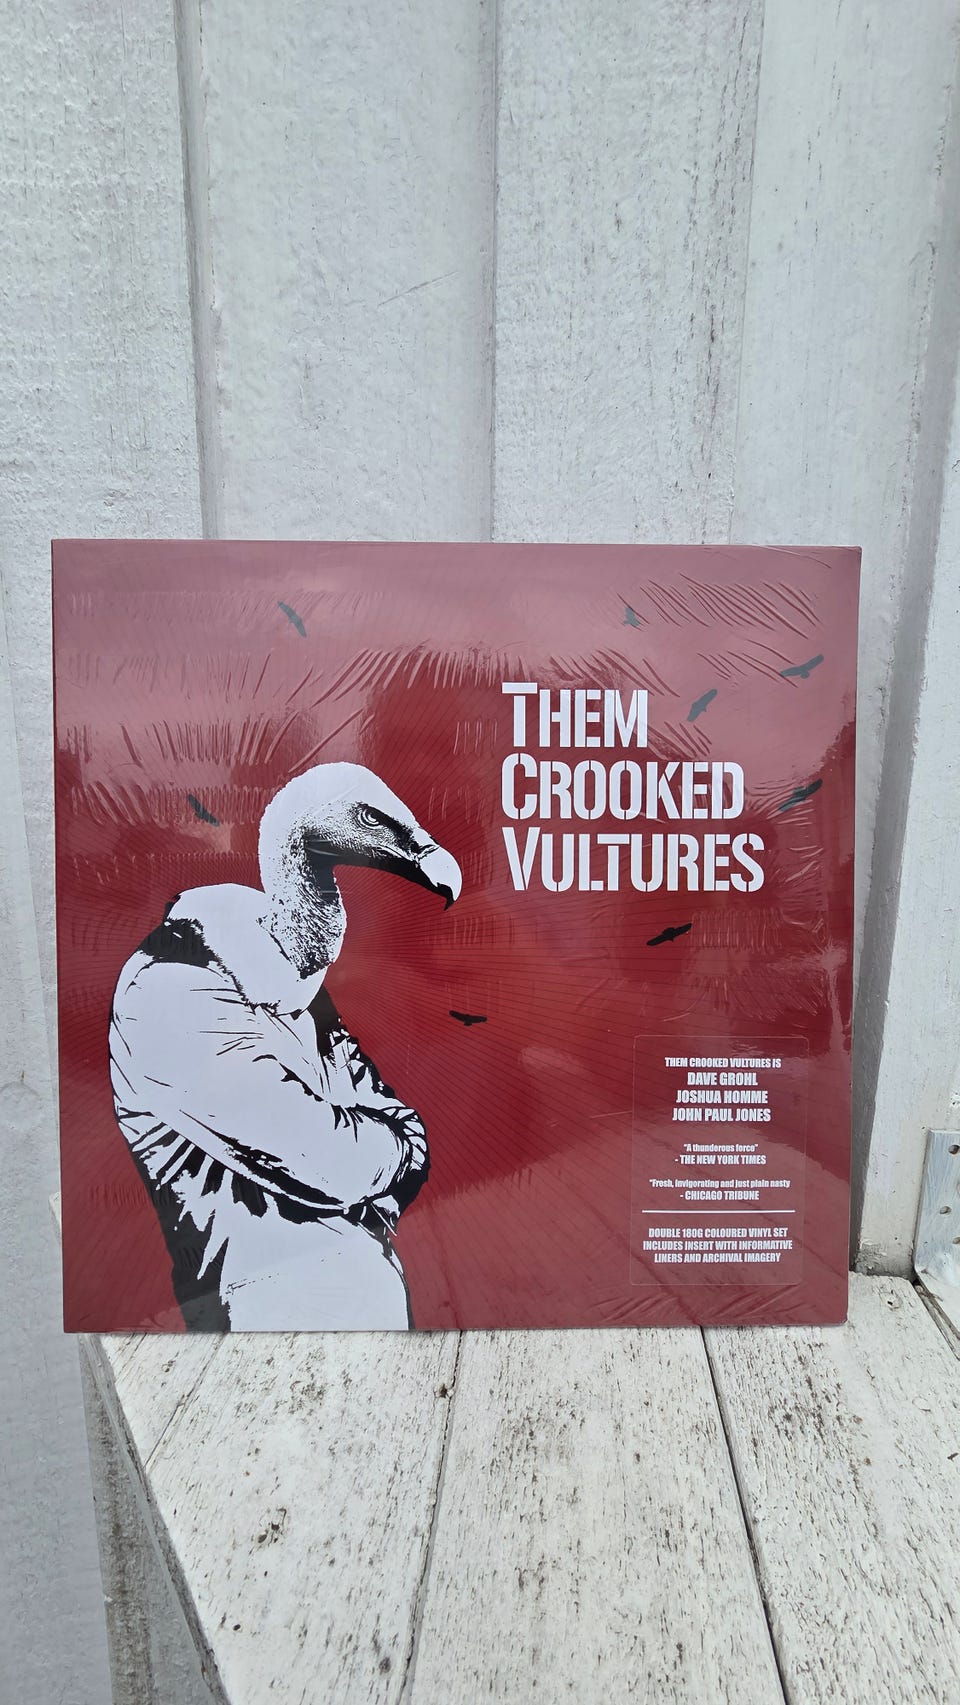 THEM
CROOKED
VULTURES
THEM CROOKED VULTURES IS
DAVE GROHL
JOSHUA HOMME
JOHN PAUL JONES
"A thunderous force"
- THE NEW YORK TIMES
"Fresh, invigorating and just plain nasty
- CHICAGO TRIBUNE
DOUBLE 180G COLOURED VINYL SET
INCLUDES INSERT WITH INFORMATIVE
LINERS AND ARCHIVAL IMAGERY